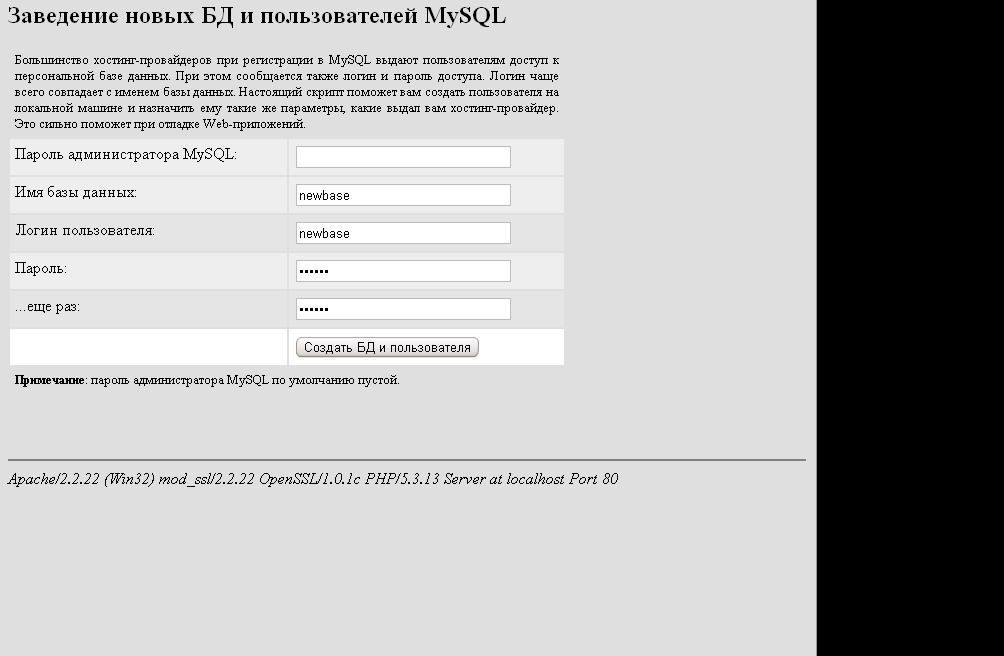 Заведение новых БД и пользователей MySQL
Большинство хостинг-провайдеров при регистрации в MySQL выдают пользователям доступ к
персональной базе данных. При этом сообщается также логин и пароль доступа. Логин чаще
всего совпадает с именем базы данных. Настоящий скрипт поможет вам создать пользователя на
локальной машине и назначить ему такие же параметры, какие выдал вам хостинг-провайдер.
Это сильно поможет при отладке Web-приложений.
Пароль администратора MySQL:
Имя базы данных: newbase
Логин пользователя: newbase
Пароль: ••••••
...еще раз: ••••••
Создать БД и пользователя
Примечание: пароль администратора MySQL по умолчанию пустой.
Apache/2.2.22 (Win32) mod_ssl/2.2.22 OpenSSL/1.0.1c PHP/5.3.13 Server at localhost Port 80